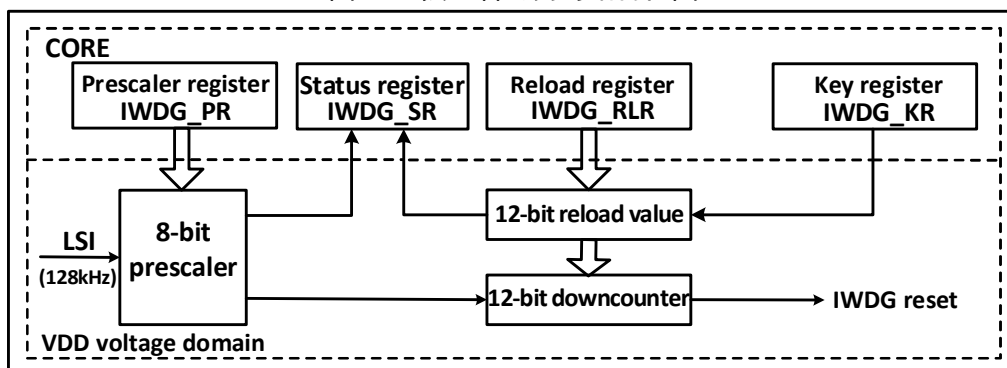 CORE
Prescaler register
IWDG_PR
Status register
IWDG_SR
Reload register
IWDG_RLR
Key register
IWDG_KR
LSI
(128kHz)
8-bit
prescaler
12-bit reload value
12-bit downcounter
IWDG reset
VDD voltage domain